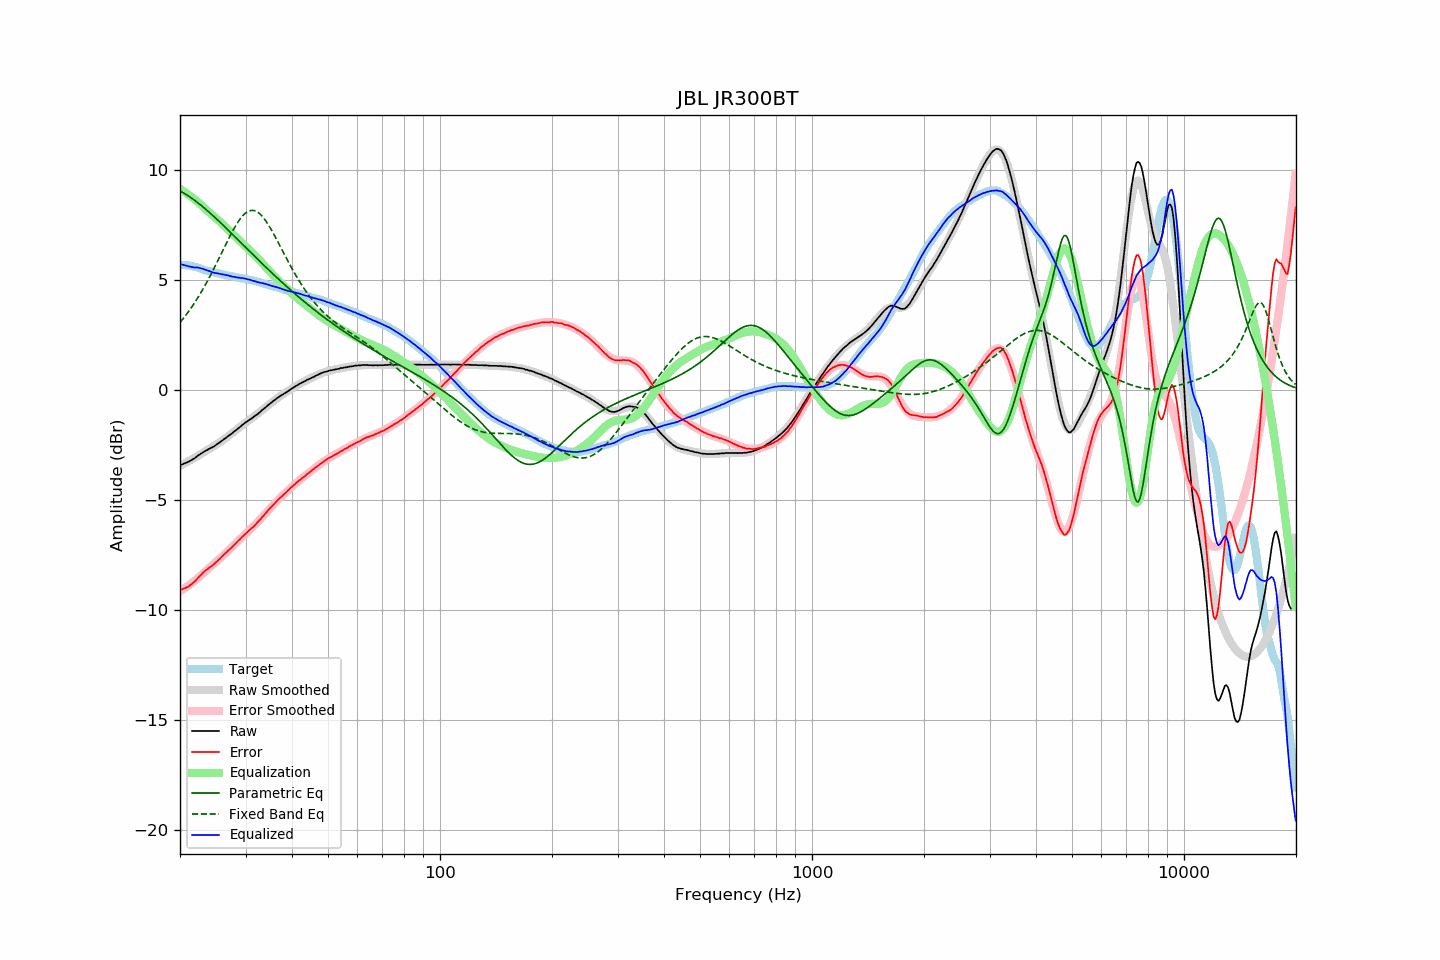 JBL JR300BT
Amplitude (dBr)
10
5
0
−5
−10
−15
−20
Target
Raw Smoothed
Error Smoothed
Raw
Error
Equalization
Parametric Eq
Fixed Band Eq
Equalized
100
1000
10000
Frequency (Hz)